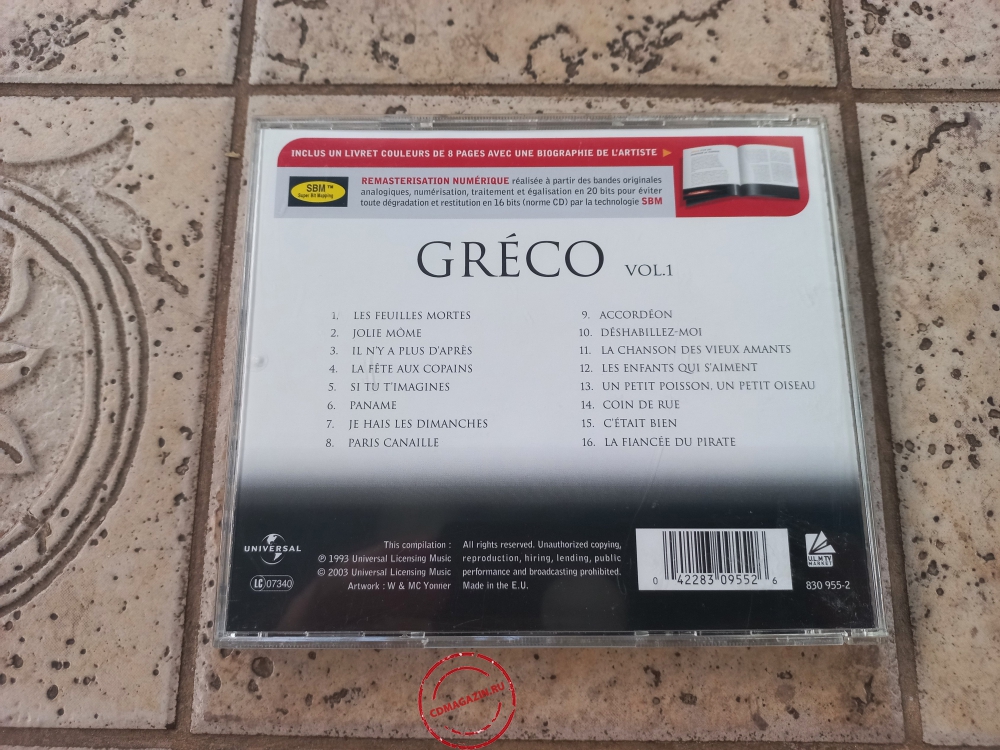 INCLUS UN LIVRET COULEURS DE 8 PAGES AVEC UNE BIOGRAPHIE DE L'ARTISTE
SBM™
Super Bit Mapping
REMASTERISATION NUMÉRIQUE réalisée à partir des bandes originales
analogiques, numérisation, traitement et égalisation en 20 bits pour éviter
toute dégradation et restitution en 16 bits (norme CD) par la technologie SBM
GRÉCO VOL.1
1. LES FEUILLES MORTES
2. JOLIE MÔME
3. IL N'Y A PLUS D'APRÈS
4. LA FÊTE AUX COPAINS
5. SI TU T'IMAGINES
6. PANAME
7. JE HAIS LES DIMANCHES
8. PARIS CANAILLE
9. ACCORDÉON
10. DÉSHABILLEZ-MOI
11. LA CHANSON DES VIEUX AMANTS
12. LES ENFANTS QUI S'AIMENT
13. UN PETIT POISSON, UN PETIT OISEAU
14. COIN DE RUE
15. C'ÉTAIT BIEN
16. LA FIANCÉE DU PIRATE
UNIVERSAL
LC 07340
This compilation :
℗ 1993 Universal Licensing Music
© 2003 Universal Licensing Music
Artwork : W & MC Yonner
All rights reserved. Unauthorized copying,
reproduction, hiring, lending, public
performance and broadcasting prohibited.
Made in the E.U.
0 42283 09552 6
U.L.M TV
MARKET
830 955-2
CDMAGAZIN.RU